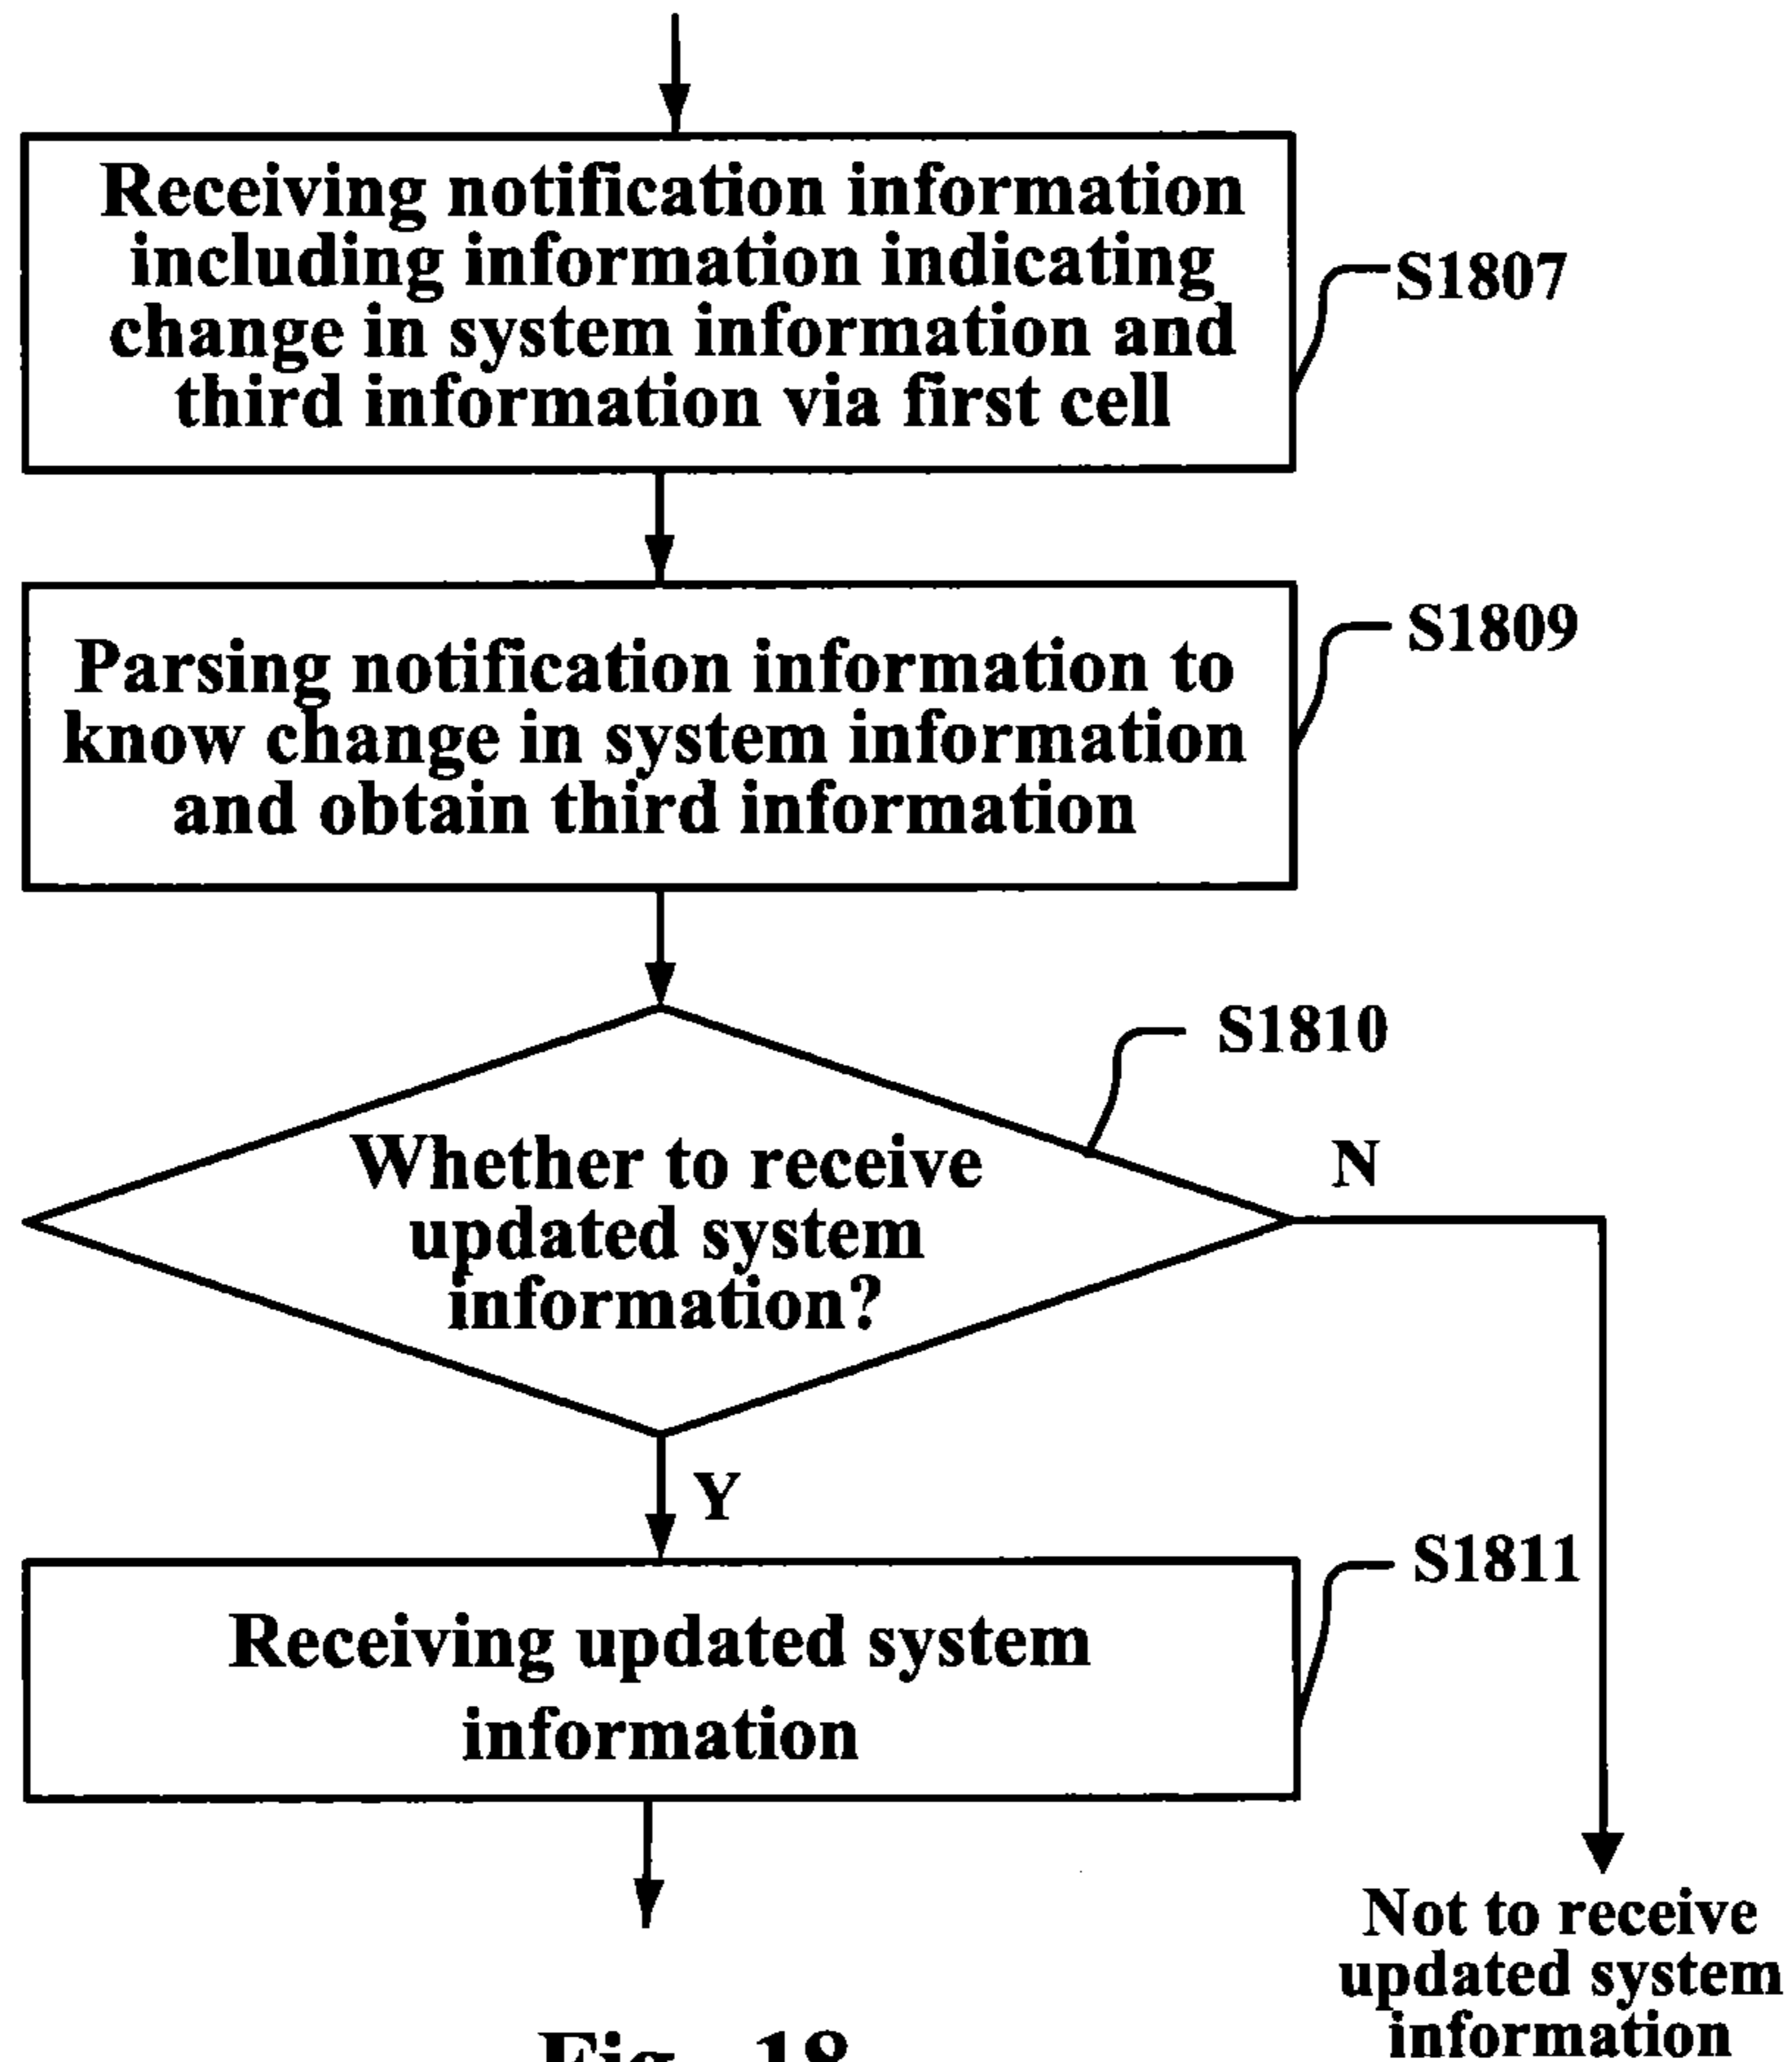 Receiving notification information
including information indicating
change in system information and
third information via first cell
S1807
Parsing notification information to
know change in system information
and obtain third information
S1809
S1810
Whether to receive
updated system
information?
N
Y
S1811
Receiving updated system
information
Not to receive
updated system
information
Fig. 18